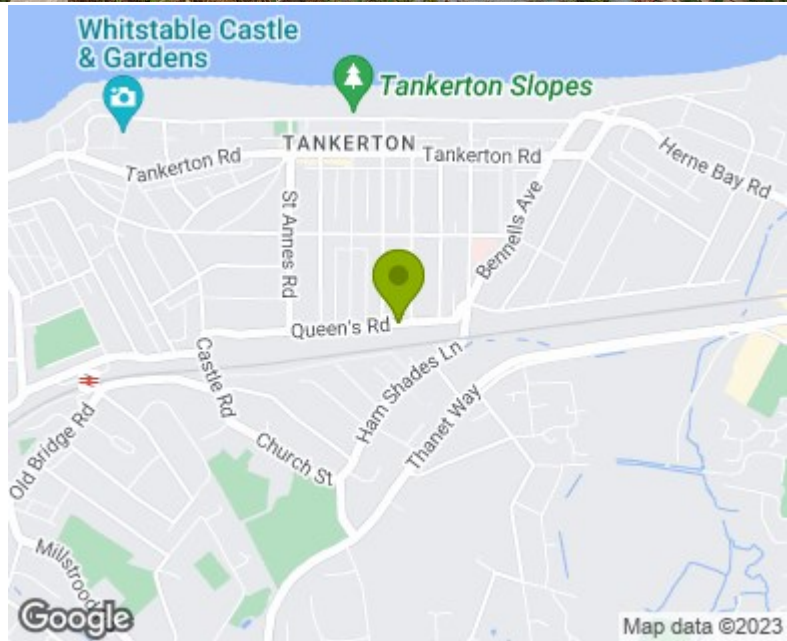 Whitstable Castle
& Gardens
Tankerton Slopes
TANKERTON
Tankerton Rd
Tankerton Rd
Herne Bay Rd
St Annes Rd
Bennells Ave
Queen's Rd
Castle Rd
Ham Shades Ln
Thanet Way
Old Bridge Rd
Church St
Millstrood
Google
Map data ©2023